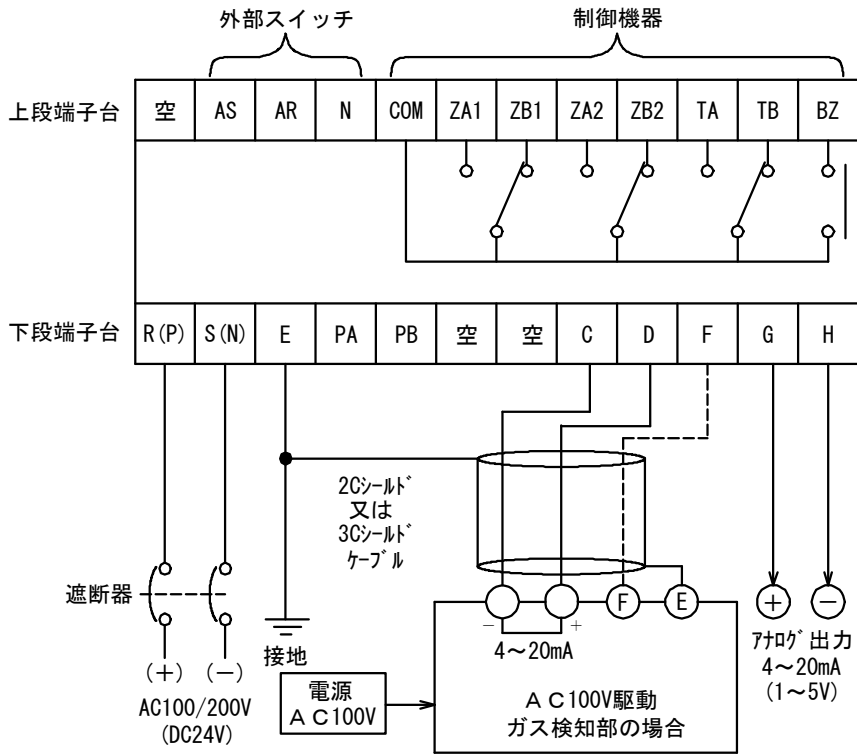 外部スイッチ
制御機器
上段端子台
空 AS AR N COM ZA1 ZB1 ZA2 ZB2 TA TB BZ
下段端子台
R(P) S(N) E PA PB 空 空 C D F G H
2Cｼｰﾙﾄﾞ
又は
3Cｼｰﾙﾄﾞ
ｹｰﾌﾞﾙ
遮断器
(+) (−)
AC100/200V
(DC24V)
接地
電源
ＡＣ100V
− + F E
4～20mA
ＡＣ100V駆動
ガス検知部の場合
+ −
ｱﾅﾛｸﾞ出力
4～20mA
(1～5V)